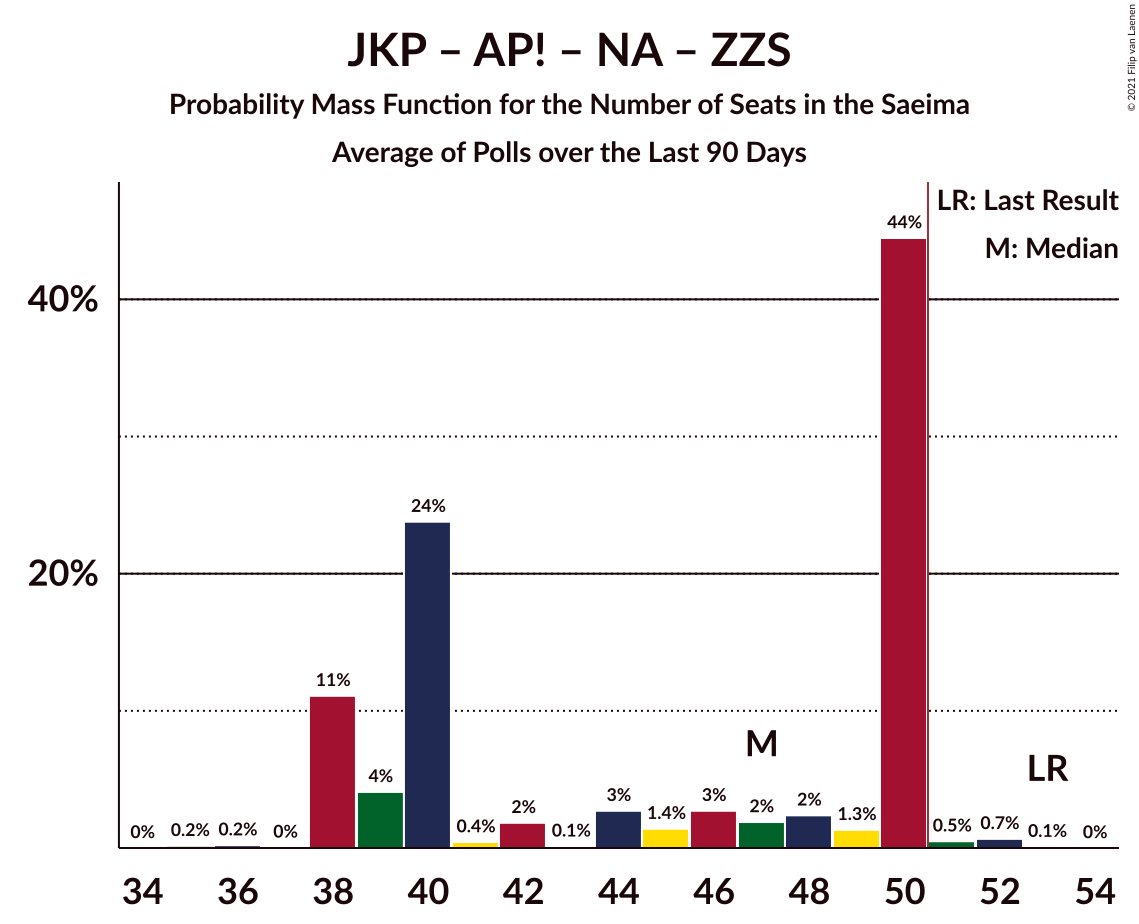 JKP – AP! – NA – ZZS
Probability Mass Function for the Number of Seats in the Saeima
Average of Polls over the Last 90 Days
© 2021 Filip van Laenen
LR: Last Result
M: Median
40%
20%
0%
0.2%
0.2%
0%
11%
4%
24%
0.4%
2%
0.1%
3%
1.4%
3%
2%
2%
1.3%
44%
0.5%
0.7%
0.1%
0%
M
LR
34 36 38 40 42 44 46 48 50 52 54